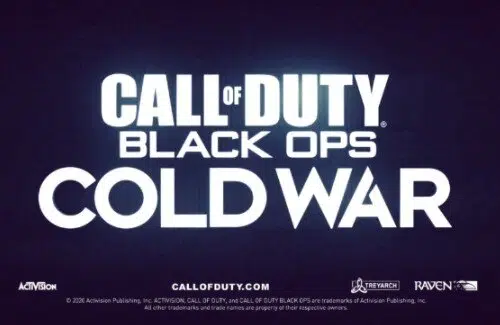 CALL OF DUTY®
BLACK OPS
COLD WAR
ACTIVISION CALLOFDUTY.COM TREYARCH RAVEN
© 2020 Activision Publishing, Inc. ACTIVISION, CALL OF DUTY, and CALL OF DUTY BLACK OPS are trademarks of Activision Publishing, Inc.
All other trademarks and trade names are property of their respective owners.